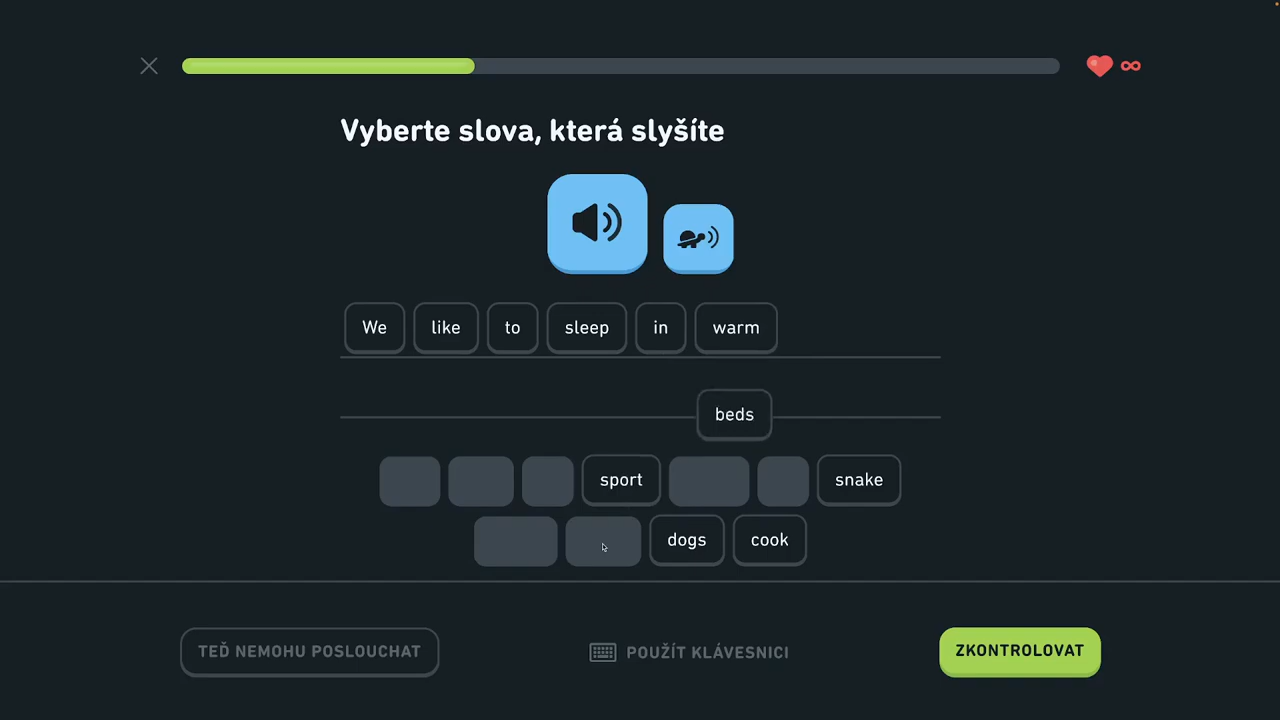 Vyberte slova, která slyšíte
We like to sleep in warm
beds
sport snake
dogs cook
TEĎ NEMOHU POSLOUCHAT POUŽÍT KLÁVESNICI ZKONTROLOVAT